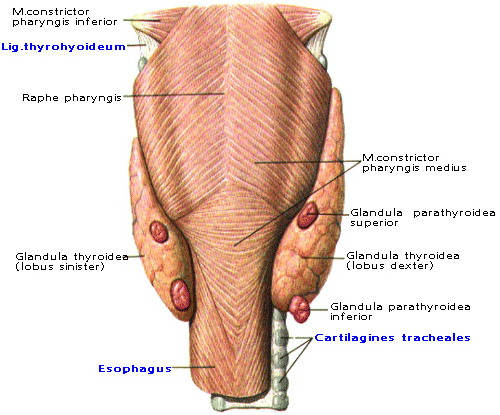 M.constrictor
pharyngis inferior
Lig.thyrohyoideum
Raphe pharyngis
M.constrictor
pharyngis medius
Glandula parathyroidea
superior
Glandula thyroidea
(lobus sinister)
Glandula thyroidea
(lobus dexter)
Glandula parathyroidea
inferior
Cartilagines tracheales
Esophagus